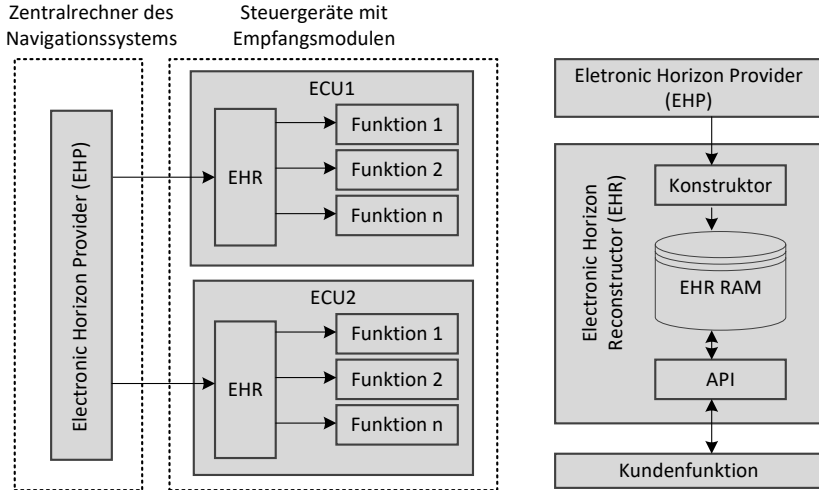 Zentralrechner des
Navigationssystems
Steuergeräte mit
Empfangsmodulen
Electronic Horizon Provider (EHP)
ECU1
EHR
Funktion 1
Funktion 2
Funktion n
ECU2
EHR
Funktion 1
Funktion 2
Funktion n
Eletronic Horizon Provider
(EHP)
Electronic Horizon
Reconstructor (EHR)
Konstruktor
EHR RAM
API
Kundenfunktion